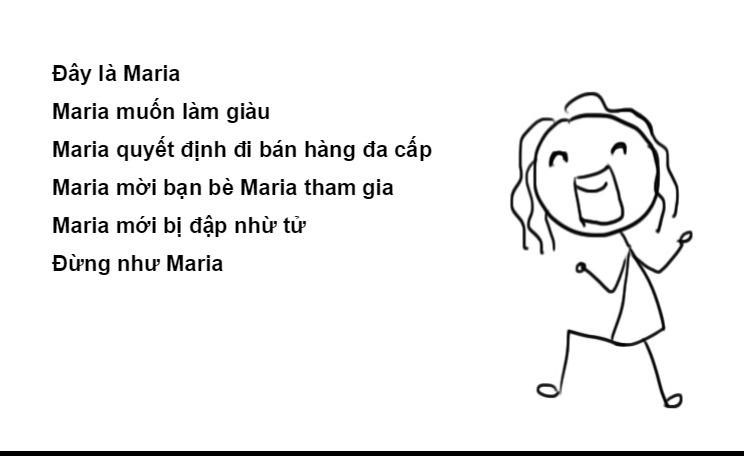 Đây là Maria
Maria muốn làm giàu
Maria quyết định đi bán hàng đa cấp
Maria mời bạn bè Maria tham gia
Maria mới bị đập nhừ tử
Đừng như Maria